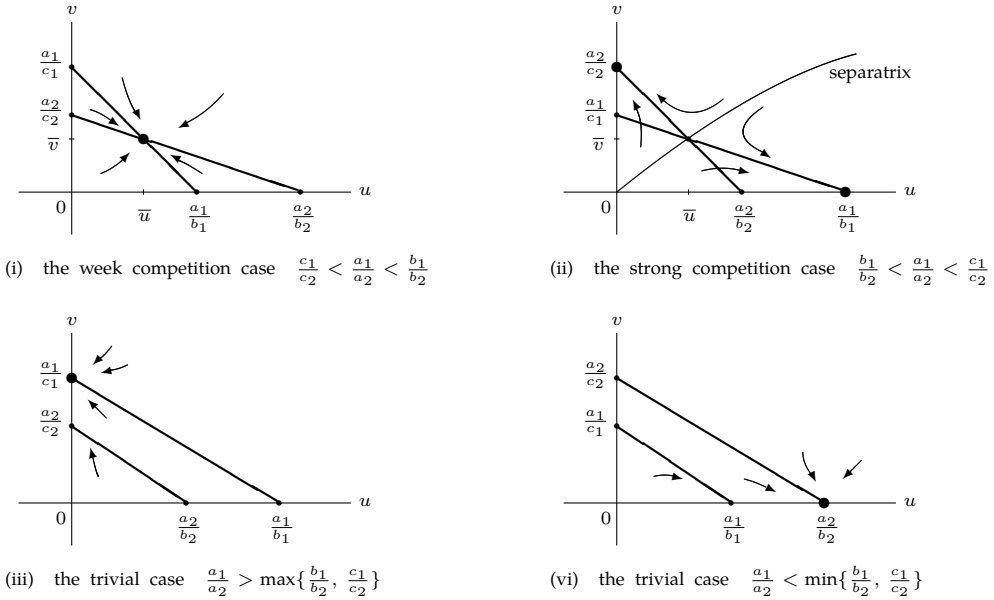 v
v
a₁/c₁
a₂/c₂
v̅
0
u̅
a₁/b₁
a₂/b₂
u
a₂/c₂
a₁/c₁
v̅
separatrix
0
u̅
a₂/b₂
a₁/b₁
u
(i) the week competition case c₁/c₂ < a₁/a₂ < b₁/b₂
(ii) the strong competition case b₁/b₂ < a₁/a₂ < c₁/c₂
v
v
a₁/c₁
a₂/c₂
0
a₂/b₂
a₁/b₁
u
a₂/c₂
a₁/c₁
0
a₁/b₁
a₂/b₂
u
(iii) the trivial case a₁/a₂ > max{b₁/b₂, c₁/c₂}
(vi) the trivial case a₁/a₂ < min{b₁/b₂, c₁/c₂}